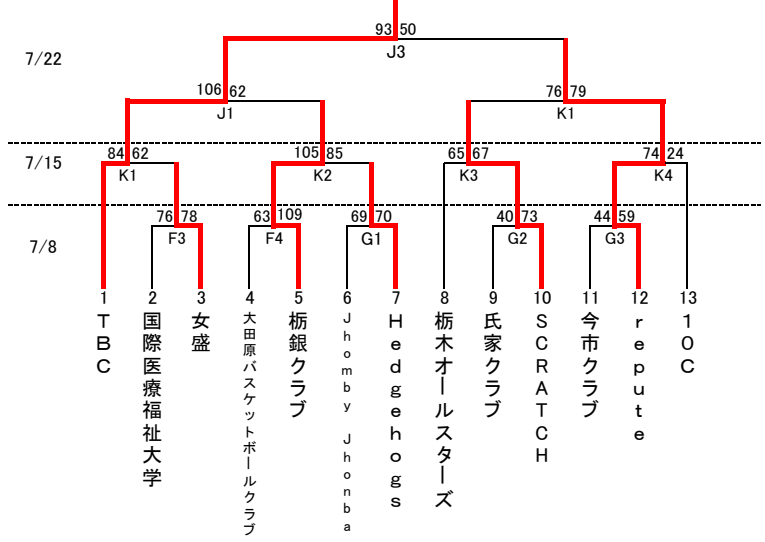 93 50
J3
7/22
106 62
J1
76 79
K1
84 62
K1
105 85
K2
65 67
K3
74 24
K4
7/15
76 78
F3
63 109
F4
69 70
G1
40 73
G2
44 59
G3
7/8
1
TBC
2
国際医療福祉大学
3
女盛
4
大田原バスケットボールクラブ
5
栃銀クラブ
6
Jhomby Jhonba
7
Hedgehogs
8
栃木オールスターズ
9
氏家クラブ
10
SCRATCH
11
今市クラブ
12
repute
13
10C